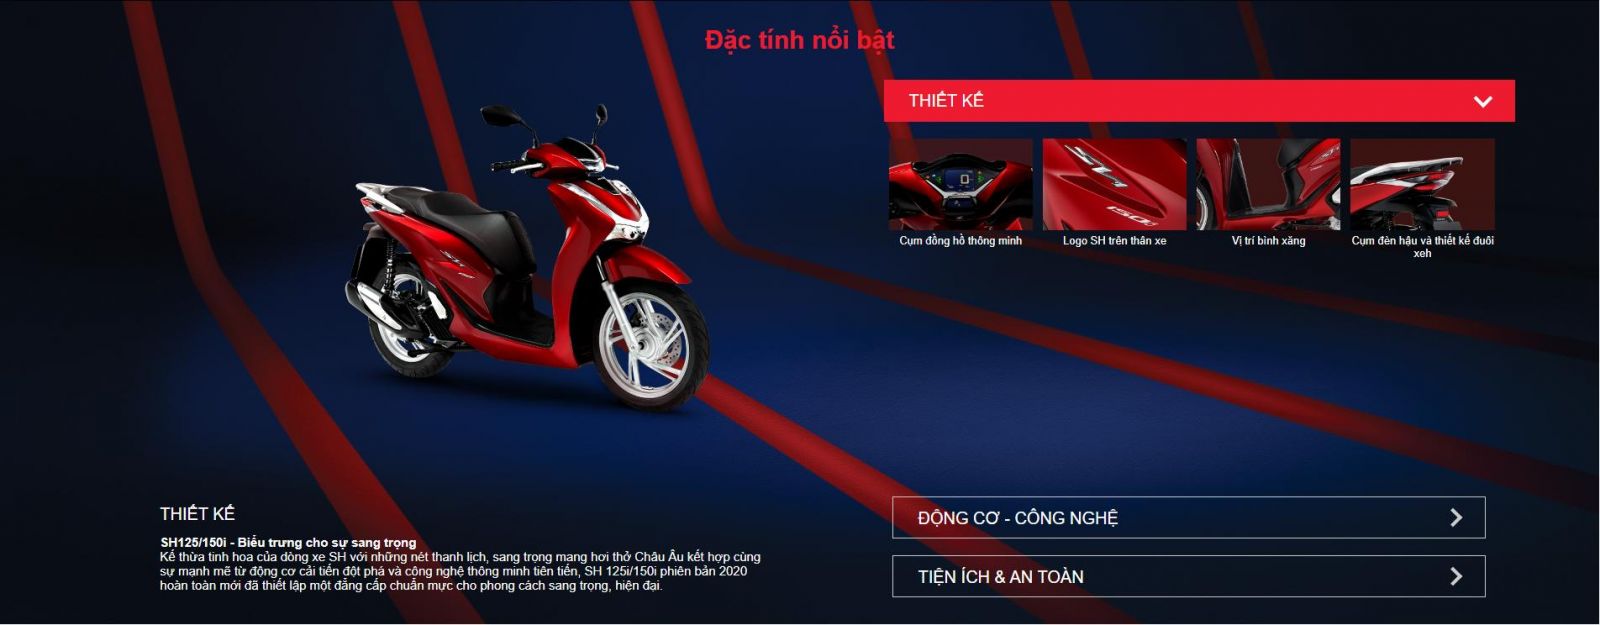 Đặc tính nổi bật
THIẾT KẾ
Cụm đồng hồ thông minh
Logo SH trên thân xe
Vị trí bình xăng
Cụm đèn hậu và thiết kế đuôi
xeh
THIẾT KẾ
SH125/150i - Biểu trưng cho sự sang trọng
Kế thừa tinh hoa của dòng xe SH với những nét thanh lịch, sang trọng mang hơi thở Châu Âu kết hợp cùng
sự mạnh mẽ từ động cơ cải tiến đột phá và công nghệ thông minh tiên tiến, SH 125i/150i phiên bản 2020
hoàn toàn mới đã thiết lập một đẳng cấp chuẩn mực cho phong cách sang trọng, hiện đại.
ĐỘNG CƠ - CÔNG NGHỆ
TIỆN ÍCH & AN TOÀN